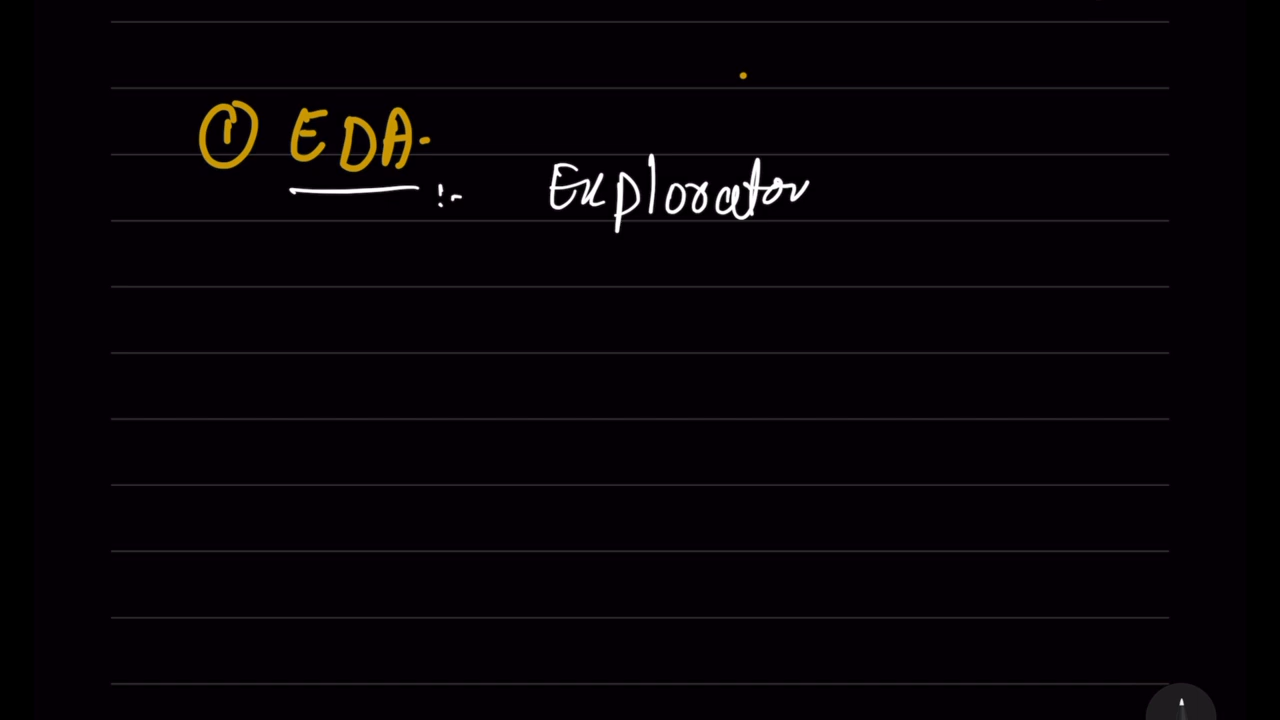 ① EDA.
:- Explorator